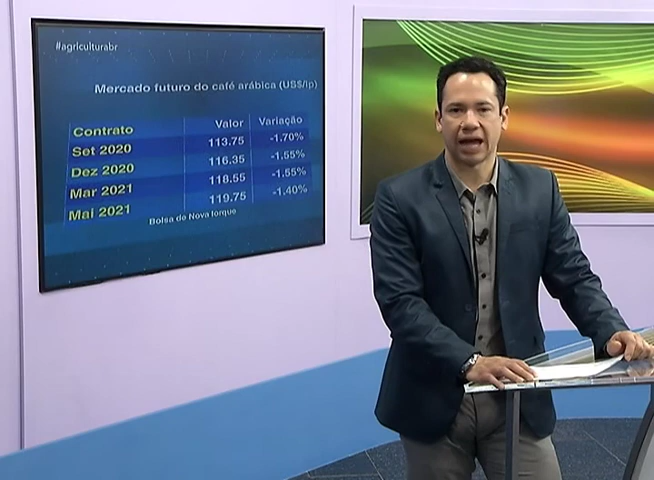 #agriculturabr
Mercado futuro do café arábica (US$/lp)
Contrato Valor Variação
Set 2020 113.75 -1.70%
Dez 2020 116.35 -1.55%
Mar 2021 118.55 -1.55%
Mai 2021 119.75 -1.40%
Bolsa de Nova Iorque